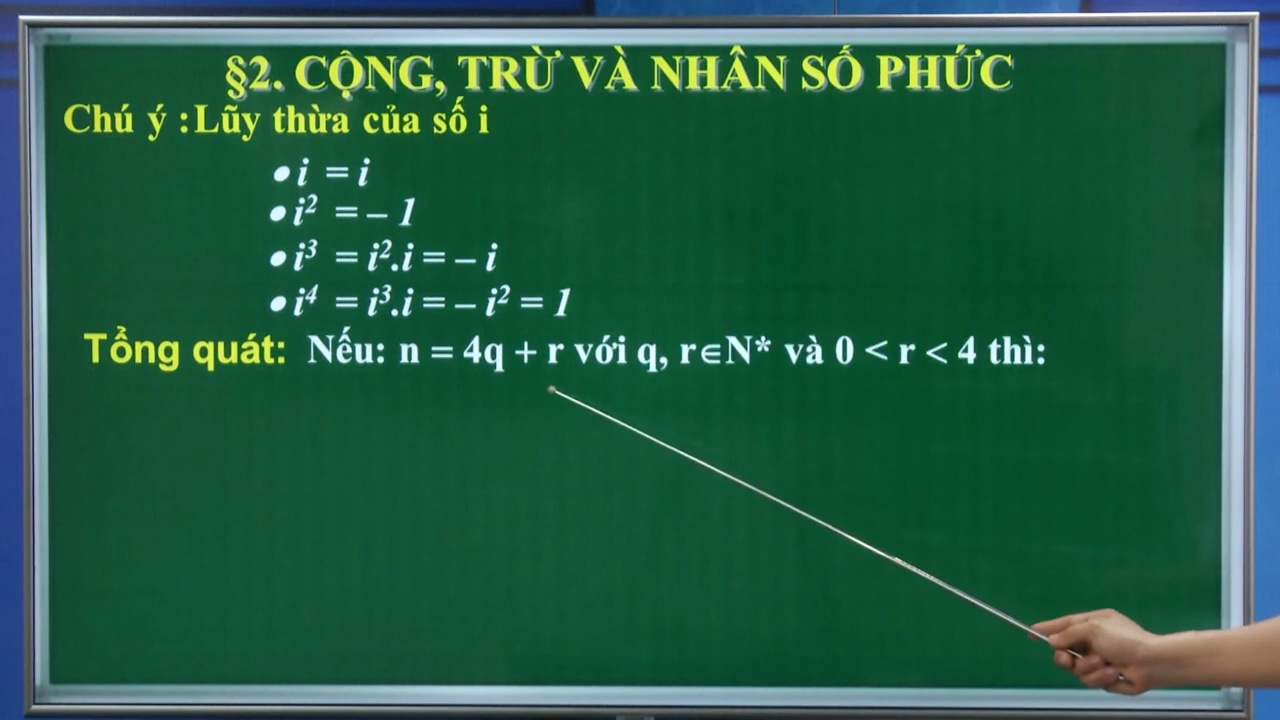 §2. CỘNG, TRỪ VÀ NHÂN SỐ PHỨC
Chú ý :Lũy thừa của số i
• i = i
• i² = – 1
• i³ = i².i = – i
• i⁴ = i³.i = – i² = 1
Tổng quát: Nếu: n = 4q + r với q, r∈N* và 0 < r < 4 thì: